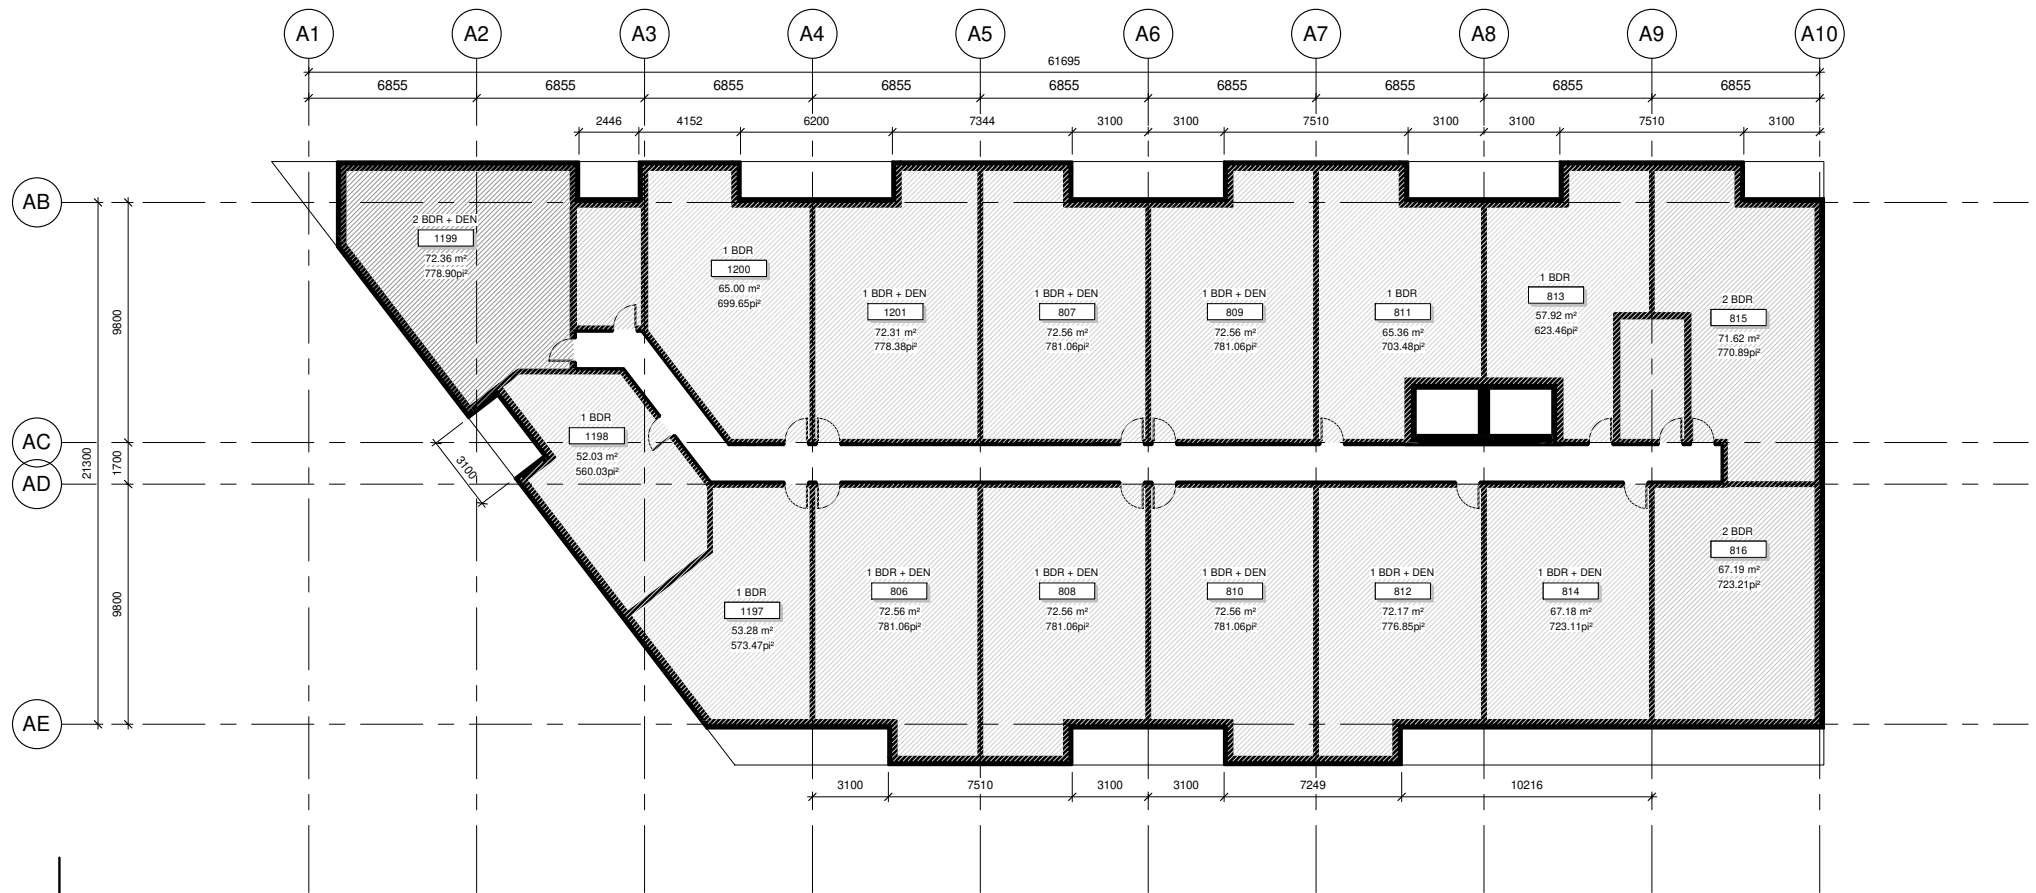 A1 A2 A3 A4 A5 A6 A7 A8 A9 A10
61695
6855 6855 6855 6855 6855 6855 6855 6855 6855
2446 4152 6200 7344 3100 3100 7510 3100 3100 7510 3100
AB
AC
AD
AE
21300
9800
1700
9800
3100
2 BDR + DEN
1199
72.36 m²
778.90pi²
1 BDR
1200
65.00 m²
699.65pi²
1 BDR + DEN
1201
72.31 m²
778.38pi²
1 BDR + DEN
807
72.56 m²
781.06pi²
1 BDR + DEN
809
72.56 m²
781.06pi²
1 BDR
811
65.36 m²
703.48pi²
1 BDR
813
57.92 m²
623.46pi²
2 BDR
815
71.62 m²
770.89pi²
1 BDR
1198
52.03 m²
560.03pi²
1 BDR
1197
53.28 m²
573.47pi²
1 BDR + DEN
806
72.56 m²
781.06pi²
1 BDR + DEN
808
72.56 m²
781.06pi²
1 BDR + DEN
810
72.56 m²
781.06pi²
1 BDR + DEN
812
72.17 m²
776.85pi²
1 BDR + DEN
814
67.18 m²
723.11pi²
2 BDR
816
67.19 m²
723.21pi²
3100 7510 3100 3100 7249 10216